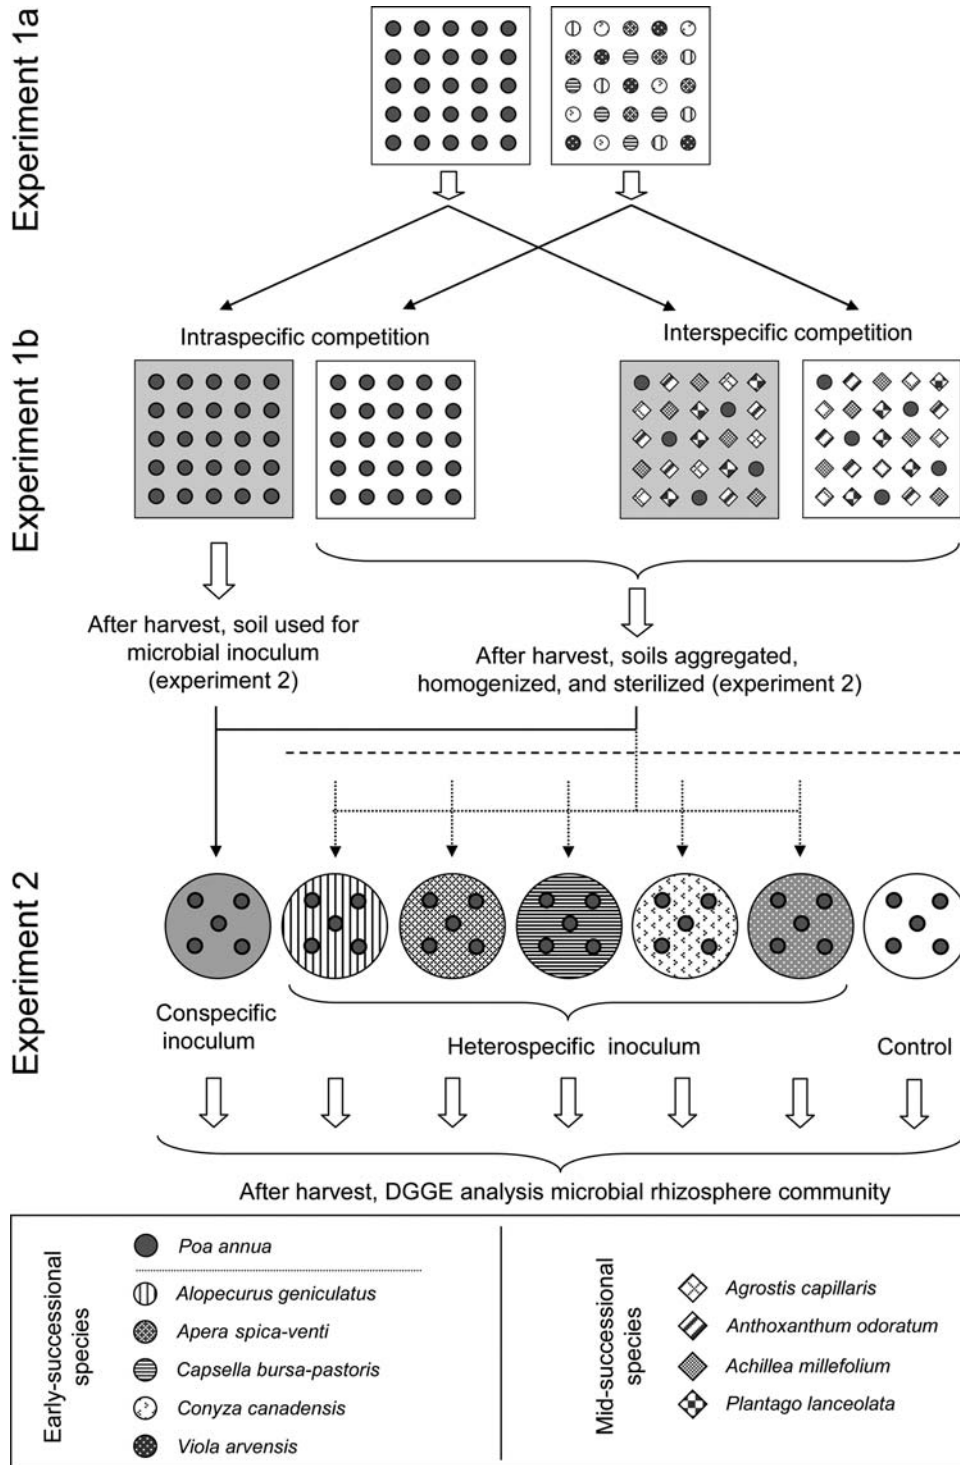 Experiment 1a
Experiment 1b
Intraspecific competition
Interspecific competition
After harvest, soil used for
microbial inoculum
(experiment 2)
After harvest, soils aggregated,
homogenized, and sterilized (experiment 2)
Experiment 2
Conspecific
inoculum
Heterospecific inoculum
Control
After harvest, DGGE analysis microbial rhizosphere community
Early-successional
species
Poa annua
Alopecurus geniculatus
Apera spica-venti
Capsella bursa-pastoris
Conyza canadensis
Viola arvensis
Mid-successional
species
Agrostis capillaris
Anthoxanthum odoratum
Achillea millefolium
Plantago lanceolata